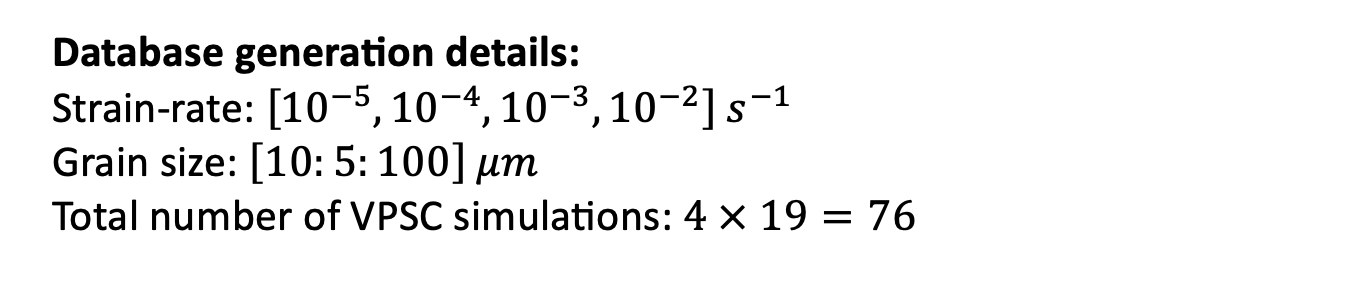 Database generation details:
Strain-rate: [10⁻⁵, 10⁻⁴, 10⁻³, 10⁻²] s⁻¹
Grain size: [10: 5: 100] μm
Total number of VPSC simulations: 4 × 19 = 76